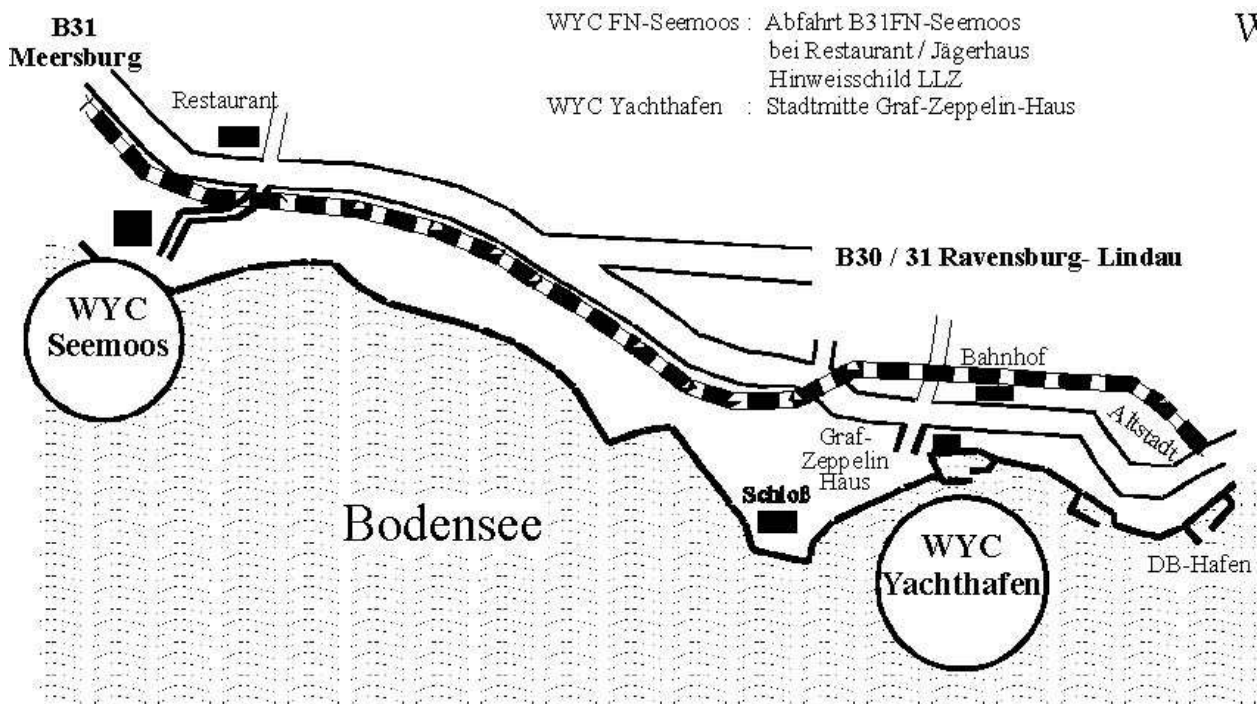 WYC FN-Seemoos : Abfahrt B31FN-Seemoos
bei Restaurant / Jägerhaus
Hinweisschild LLZ
WYC Yachthafen : Stadtmitte Graf-Zeppelin-Haus
W
B31
Meersburg
Restaurant
B30 / 31 Ravensburg- Lindau
WYC
Seemoos
Bahnhof
Altstadt
Graf-
Zeppelin
Haus
Schloß
Bodensee
WYC
Yachthafen
DB-Hafen